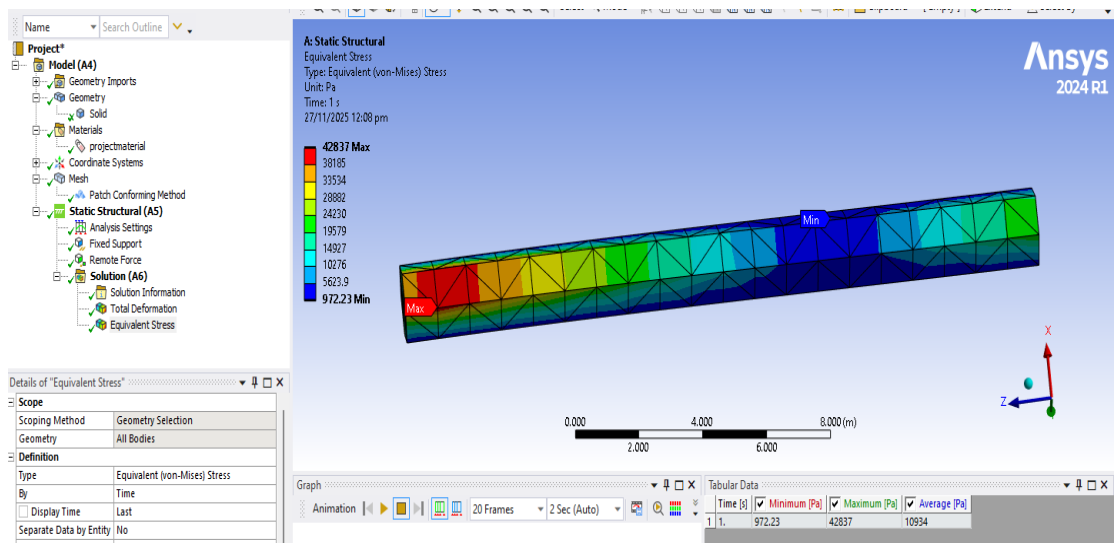 Name
Search Outline
Project*
Model (A4)
Geometry Imports
Geometry
Solid
Materials
projectmaterial
Coordinate Systems
Mesh
Patch Conforming Method
Static Structural (A5)
Analysis Settings
Fixed Support
Remote Force
Solution (A6)
Solution Information
Total Deformation
Equivalent Stress
Details of "Equivalent Stress"
Scope
Scoping Method Geometry Selection
Geometry All Bodies
Definition
Type Equivalent (von-Mises) Stress
By Time
Display Time Last
Separate Data by Entity No
A: Static Structural
Equivalent Stress
Type: Equivalent (von-Mises) Stress
Unit: Pa
Time: 1 s
27/11/2025 12:08 pm
42837 Max
38185
33534
28882
24230
19579
14927
10276
5623.9
972.23 Min
Ansys
2024 R1
Min
Max
X
Z
0.000 4.000 8.000 (m)
2.000 6.000
Graph
Animation 20 Frames 2 Sec (Auto)
Tabular Data
Time [s] Minimum [Pa] Maximum [Pa] Average [Pa]
1 1. 972.23 42837 10934